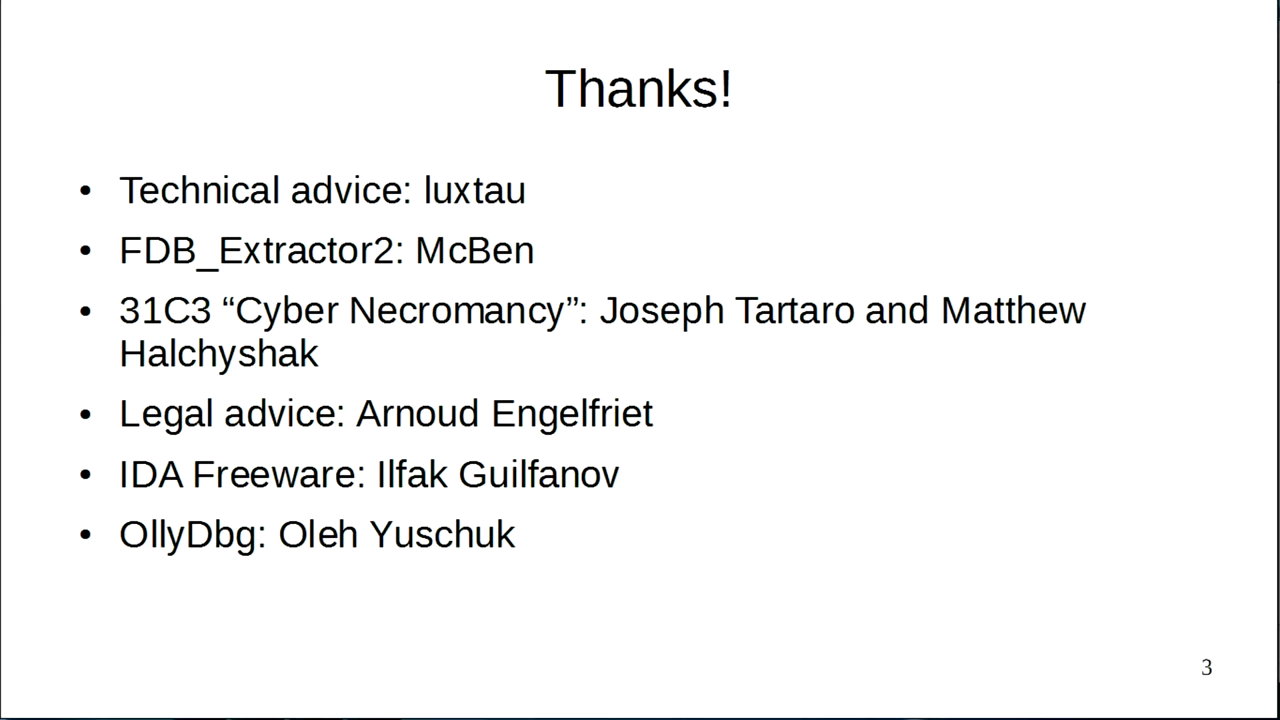 Thanks!
• Technical advice: luxtau
• FDB_Extractor2: McBen
• 31C3 “Cyber Necromancy”: Joseph Tartaro and Matthew
Halchyshak
• Legal advice: Arnoud Engelfriet
• IDA Freeware: Ilfak Guilfanov
• OllyDbg: Oleh Yuschuk
3